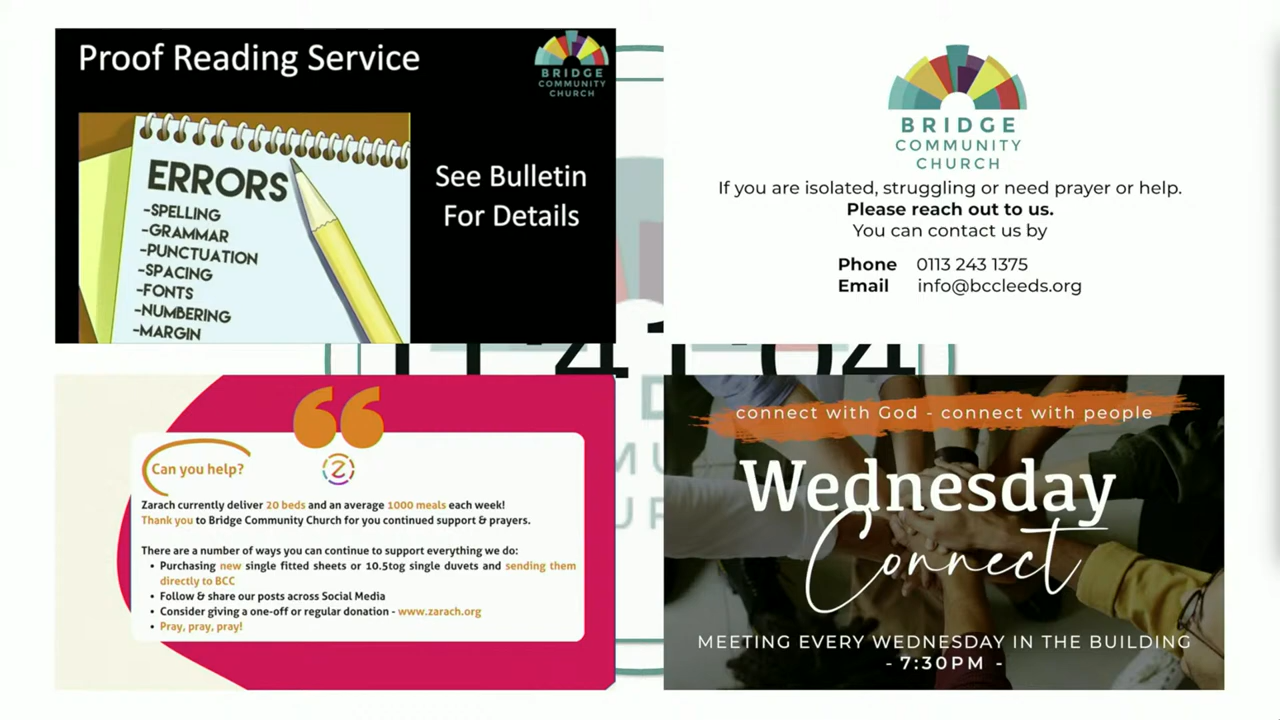 Proof Reading Service
BRIDGE
COMMUNITY
CHURCH
ERRORS
-SPELLING
-GRAMMAR
-PUNCTUATION
-SPACING
-FONTS
-NUMBERING
-MARGIN
See Bulletin
For Details
BRIDGE
COMMUNITY
CHURCH
If you are isolated, struggling or need prayer or help.
Please reach out to us.
You can contact us by
Phone 0113 243 1375
Email info@bccleeds.org
Can you help?
Zarach currently deliver 20 beds and an average 1000 meals each week!
Thank you to Bridge Community Church for you continued support & prayers.
There are a number of ways you can continue to support everything we do:
• Purchasing new single fitted sheets or 10.5tog single duvets and sending them
directly to BCC
• Follow & share our posts across Social Media
• Consider giving a one-off or regular donation - www.zarach.org
• Pray, pray, pray!
connect with God - connect with people
Wednesday
Connect
MEETING EVERY WEDNESDAY IN THE BUILDING
- 7:30PM -